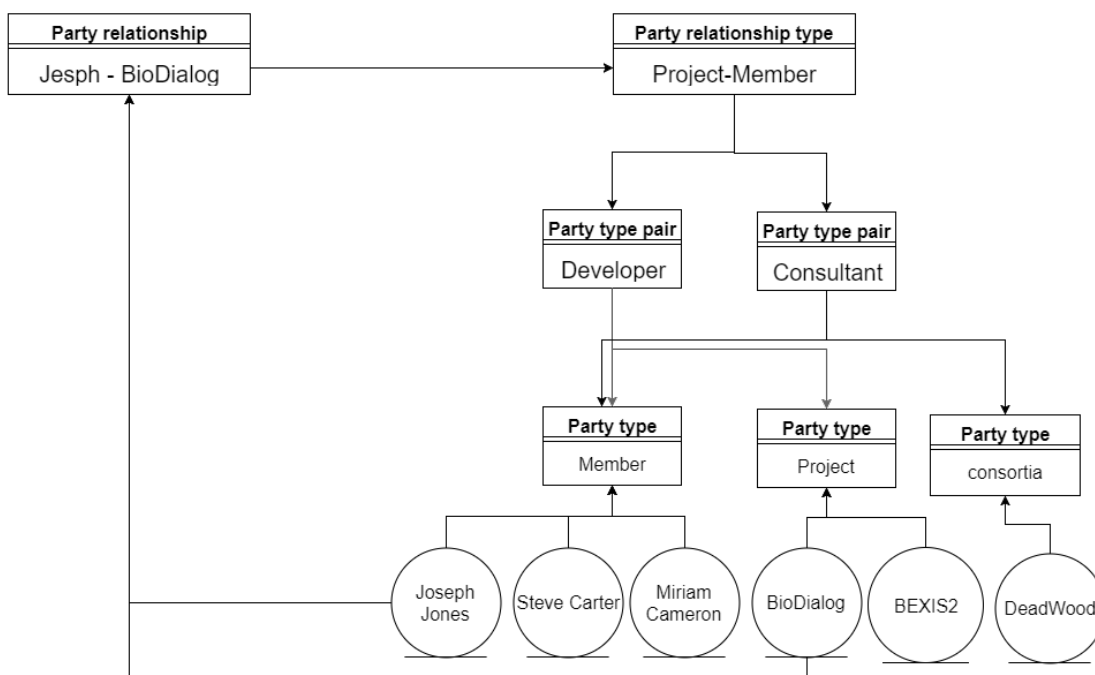 Party relationship
Jesph - BioDialog
Party relationship type
Project-Member
Party type pair
Developer
Party type pair
Consultant
Party type
Member
Party type
Project
Party type
consortia
Joseph
Jones
Steve Carter
Miriam
Cameron
BioDialog
BEXIS2
DeadWood